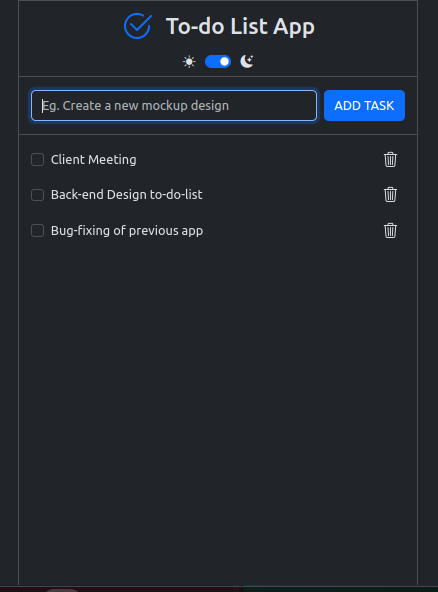 To-do List App
Eg. Create a new mockup design
ADD TASK
Client Meeting
Back-end Design to-do-list
Bug-fixing of previous app